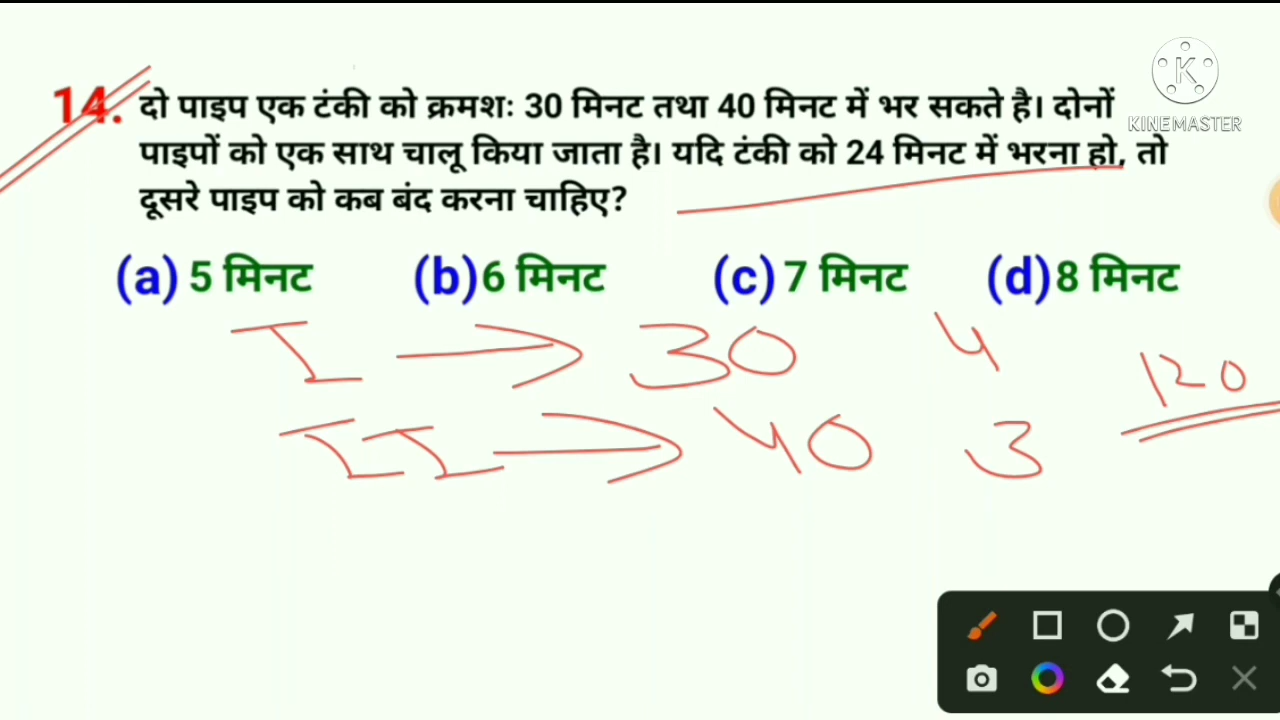 14. दो पाइप एक टंकी को क्रमशः 30 मिनट तथा 40 मिनट में भर सकते है। दोनों
पाइपों को एक साथ चालू किया जाता है। यदि टंकी को 24 मिनट में भरना हो, तो
दूसरे पाइप को कब बंद करना चाहिए?
(a) 5 मिनट (b) 6 मिनट (c) 7 मिनट (d) 8 मिनट
I → 30 4
II → 40 3
120
K
KINEMASTER